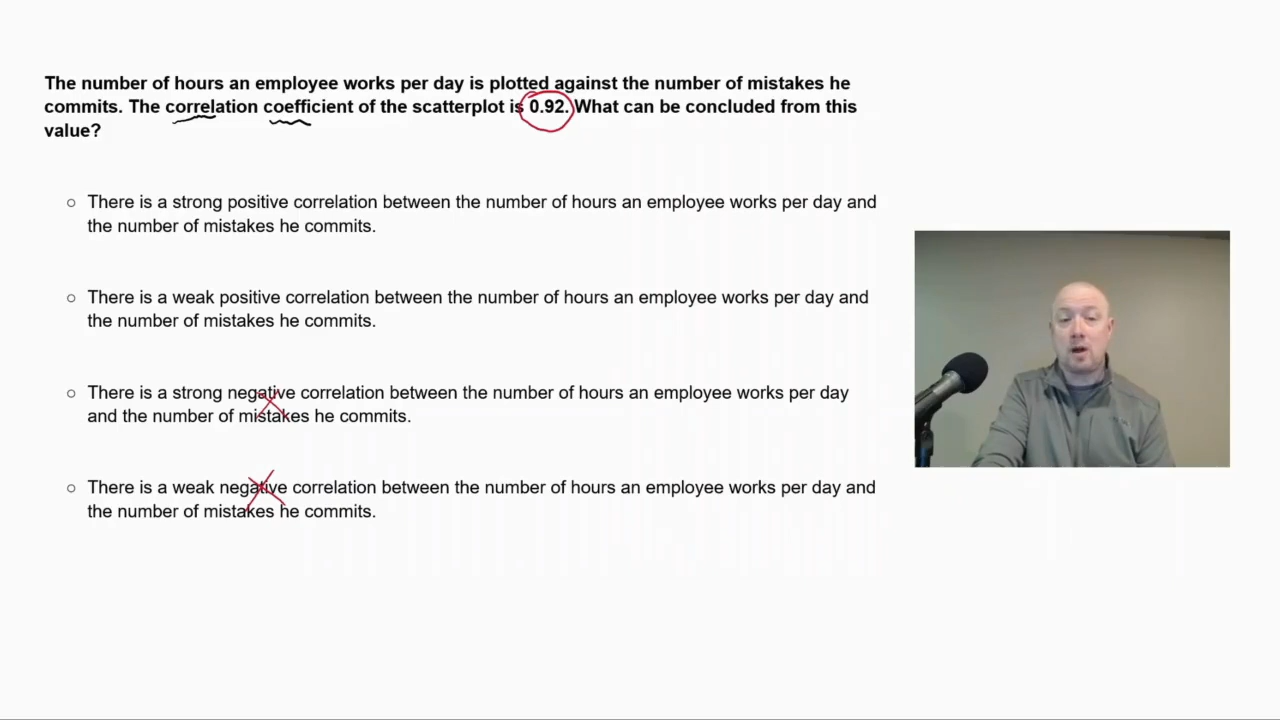 The number of hours an employee works per day is plotted against the number of mistakes he
commits. The correlation coefficient of the scatterplot is 0.92. What can be concluded from this
value?
○ There is a strong positive correlation between the number of hours an employee works per day and
the number of mistakes he commits.
○ There is a weak positive correlation between the number of hours an employee works per day and
the number of mistakes he commits.
○ There is a strong negative correlation between the number of hours an employee works per day
and the number of mistakes he commits.
○ There is a weak negative correlation between the number of hours an employee works per day and
the number of mistakes he commits.